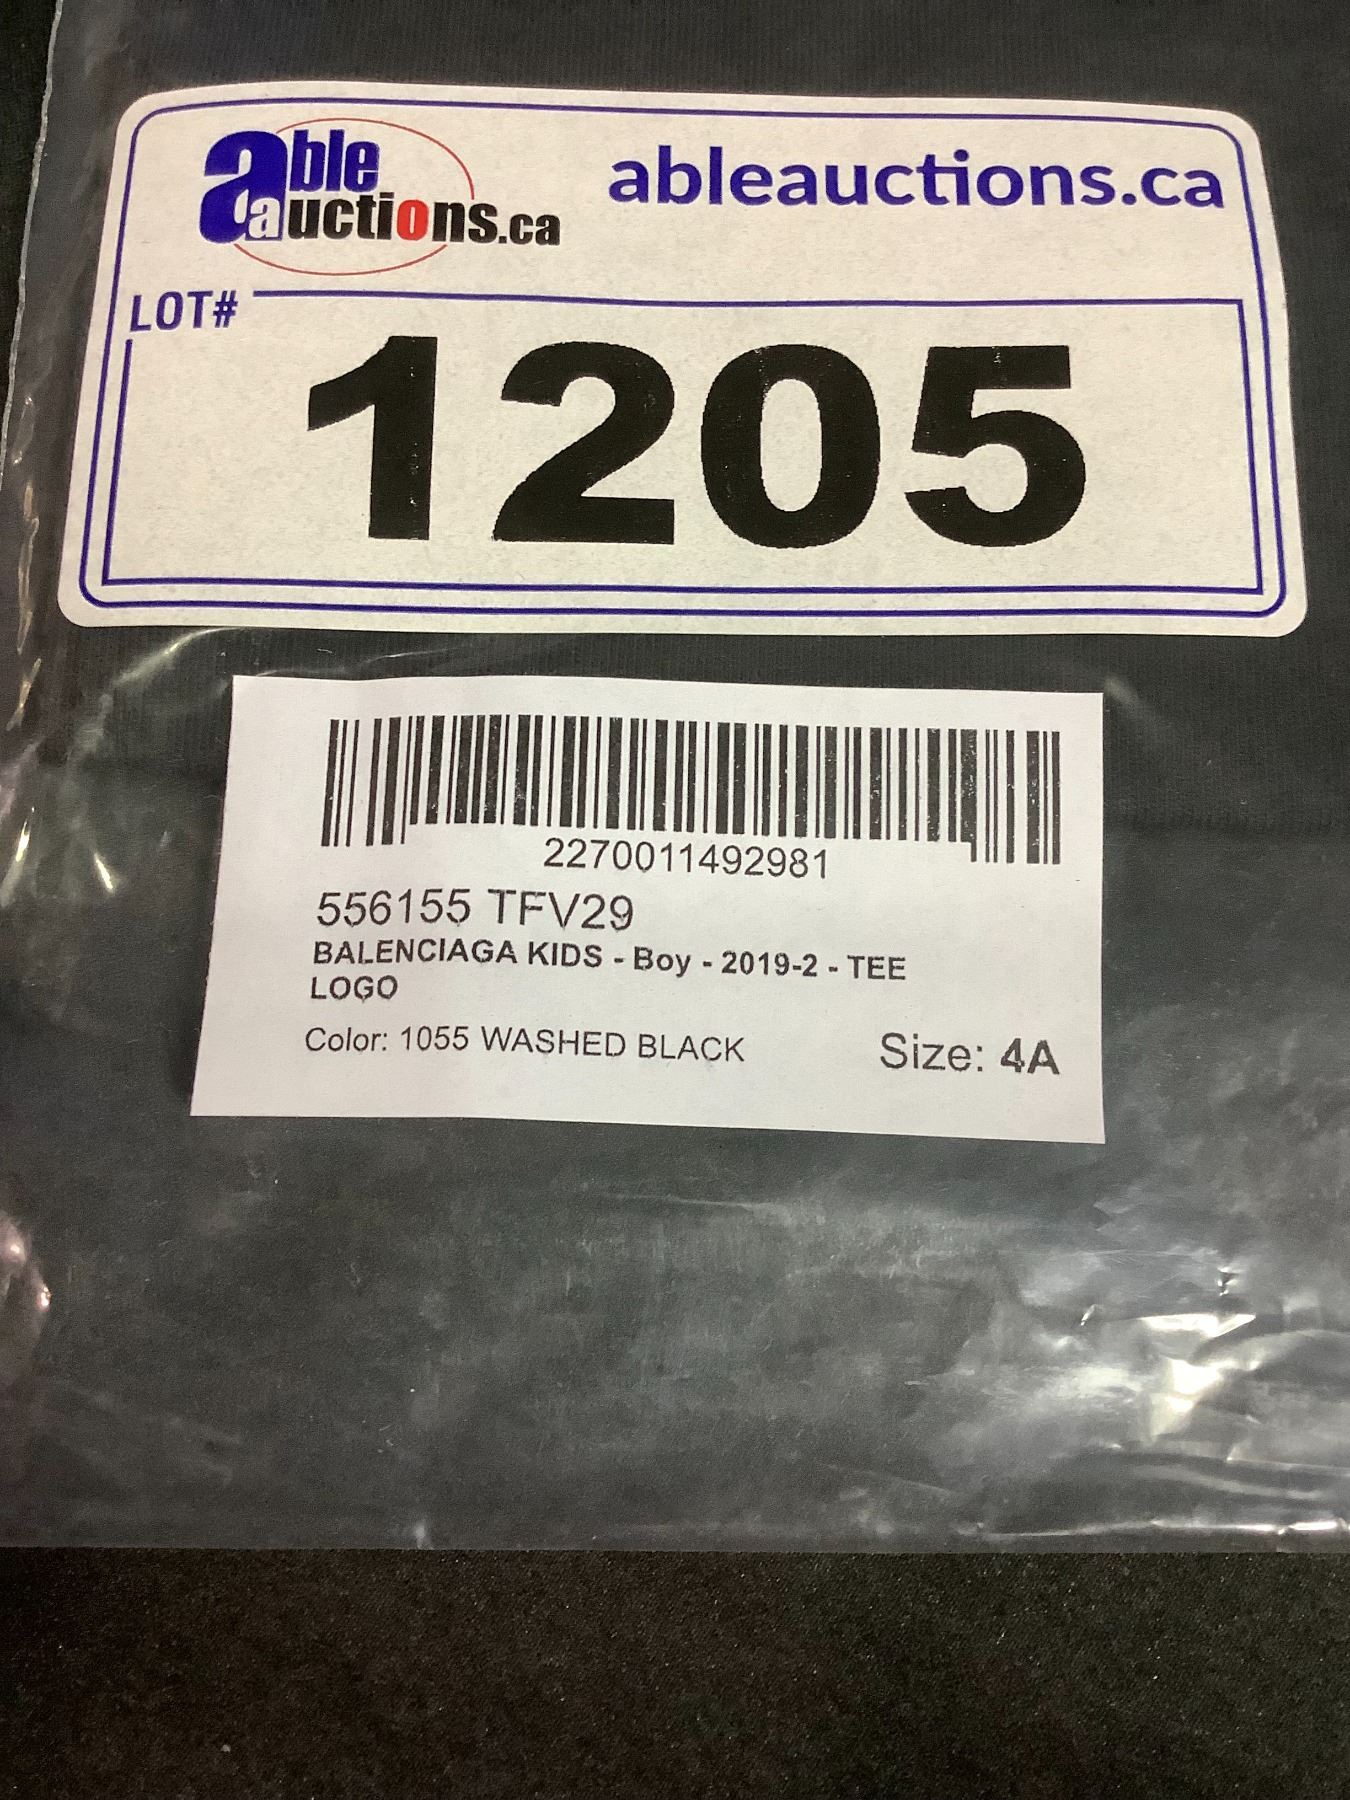 able
auctions.ca
ableauctions.ca
LOT#
1205
2270011492981
556155 TFV29
BALENCIAGA KIDS - Boy - 2019-2 - TEE
LOGO
Color: 1055 WASHED BLACK Size: 4A